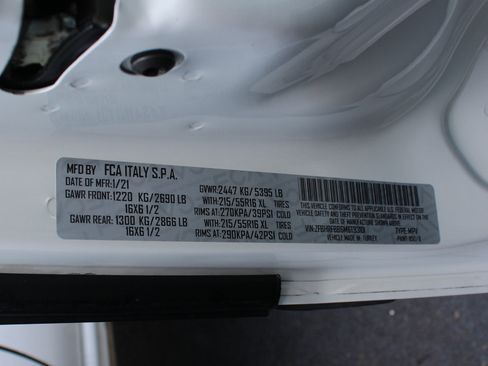 MFD BY FCA ITALY S.P.A.
DATE OF MFR: 1/21 GVWR: 2447 KG/ 5395 LB
GAWR FRONT: 1220 KG/ 2690 LB WITH: 215/55R16 XL TIRES
16X6 1/2 RIMS AT: 270KPA/39PSI COLD
GAWR REAR: 1300 KG/ 2866 LB WITH: 215/55R16 XL TIRES
16X6 1/2 RIMS AT: 290KPA/42PSI COLD
THIS VEHICLE CONFORMS TO ALL APPLICABLE U.S.A. FEDERAL
MOTOR VEHICLE SAFETY STANDARDS IN EFFECT ON THE DATE
OF MANUFACTURE SHOWN ABOVE.
TYPE: MPV
MADE IN: TURKEY